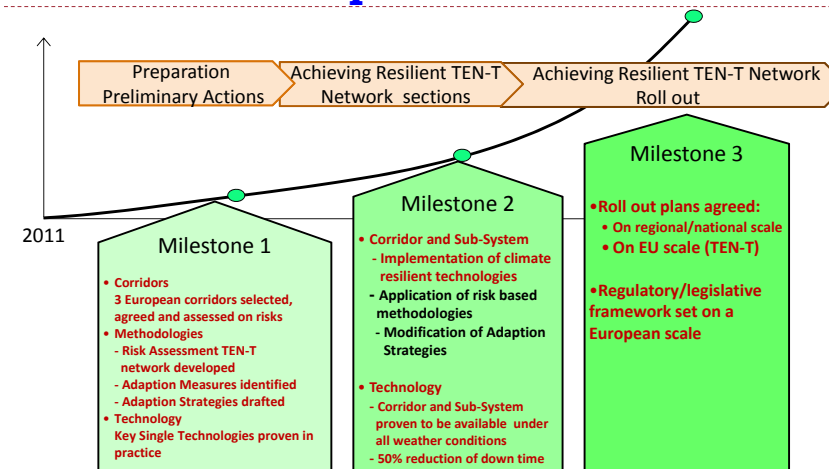 Preparation
Preliminary Actions
Achieving Resilient TEN-T
Network sections
Achieving Resilient TEN-T Network
Roll out
2011
Milestone 1
• Corridors
3 European corridors selected,
agreed and assessed on risks
• Methodologies
- Risk Assessment TEN-T
network developed
- Adaption Measures identified
- Adaption Strategies drafted
• Technology
Key Single Technologies proven in
practice
Milestone 2
• Corridor and Sub-System
- Implementation of climate
resilient technologies
- Application of risk based
methodologies
- Modification of Adaption
Strategies
• Technology
- Corridor and Sub-System
proven to be available under
all weather conditions
- 50% reduction of down time
Milestone 3
•Roll out plans agreed:
• On regional/national scale
• On EU scale (TEN-T)
•Regulatory/legislative
framework set on a
European scale